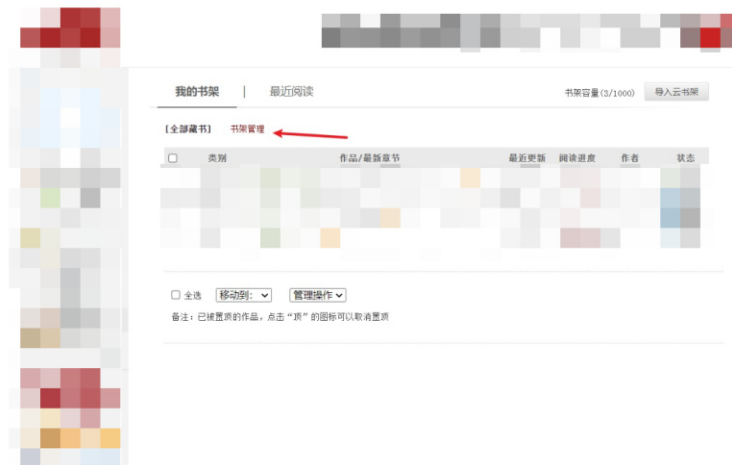 我的书架 | 最近阅读
书架容量(3/1000) 导入云书架
[全部藏书] 书架管理
类别 作品/最新章节 最近更新 阅读进度 作者 状态
全选 移动到: 管理操作
备注：已被置顶的作品，点击“顶”的图标可以取消置顶